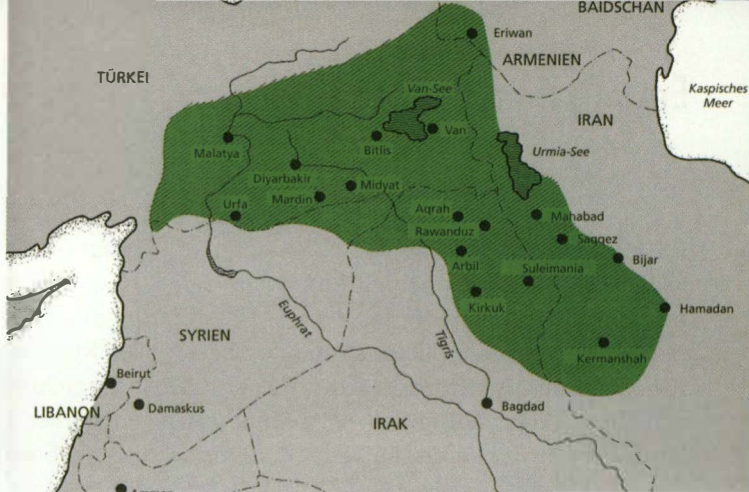 BAIDSCHAN
Eriwan
ARMENIEN
TÜRKEI
Kaspisches
Meer
Van-See
IRAN
Van
Bitlis
Malatya
Urmia-See
Diyarbakir
Midyat
Mardin
Urfa
Aqrah
Mahabad
Rawanduz
Saqqez
Arbil
Bijar
Suleimania
Kirkuk
Hamadan
Euphrat
SYRIEN
Tigris
Kermanshah
Beirut
LIBANON
Damaskus
Bagdad
IRAK